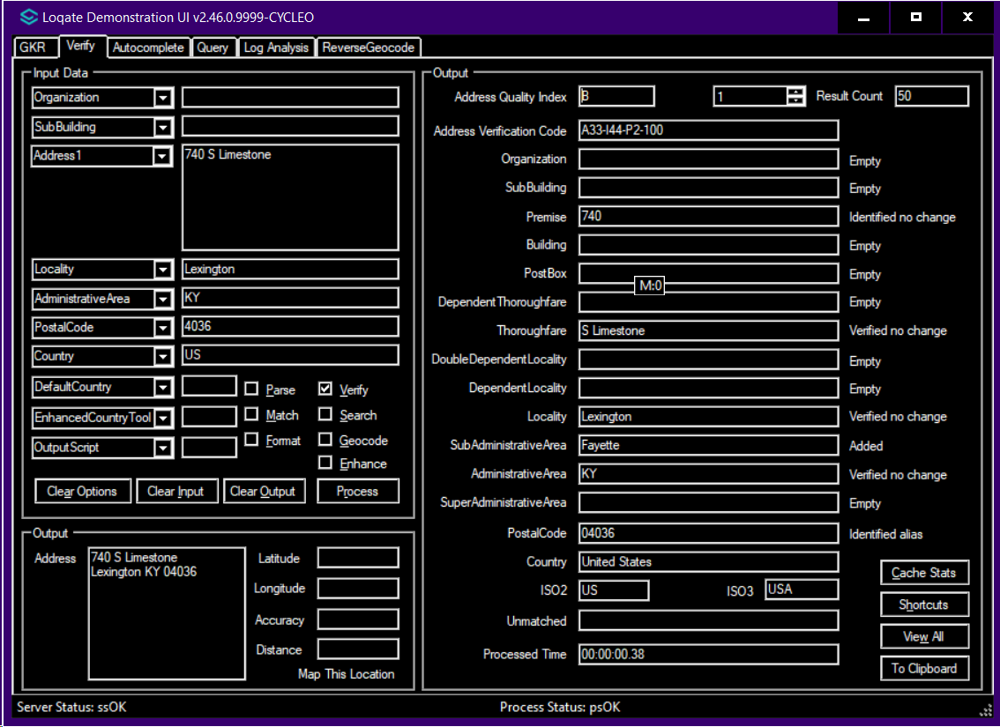 Loqate Demonstration UI v2.46.0.9999-CYCLEO
GKR Verify Autocomplete Query Log Analysis ReverseGeocode
Input Data
Organization
SubBuilding
Address1 740 S Limestone
Locality Lexington
AdministrativeArea KY
PostalCode 4036
Country US
DefaultCountry Parse Verify
EnhancedCountryTool Match Search
OutputScript Format Geocode
Enhance
Clear Options Clear Input Clear Output Process
Output
Address 740 S Limestone
Lexington KY 04036
Latitude
Longitude
Accuracy
Distance
Map This Location
Output
Address Quality Index B 1 Result Count 50
Address Verification Code A33-I44-P2-100
Organization Empty
SubBuilding Empty
Premise 740 Identified no change
Building Empty
PostBox Empty
M:0
DependentThoroughfare Empty
Thoroughfare S Limestone Verified no change
DoubleDependentLocality Empty
DependentLocality Empty
Locality Lexington Verified no change
SubAdministrativeArea Fayette Added
AdministrativeArea KY Verified no change
SuperAdministrativeArea Empty
PostalCode 04036 Identified alias
Country United States
ISO2 US ISO3 USA
Unmatched
Processed Time 00:00:00.38
Cache Stats
Shortcuts
View All
To Clipboard
Server Status: ssOK Process Status: psOK